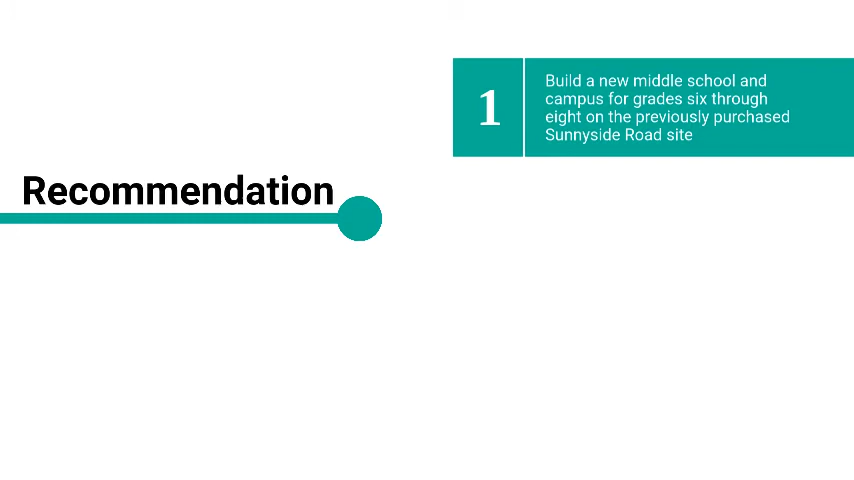 Recommendation
1
Build a new middle school and
campus for grades six through
eight on the previously purchased
Sunnyside Road site